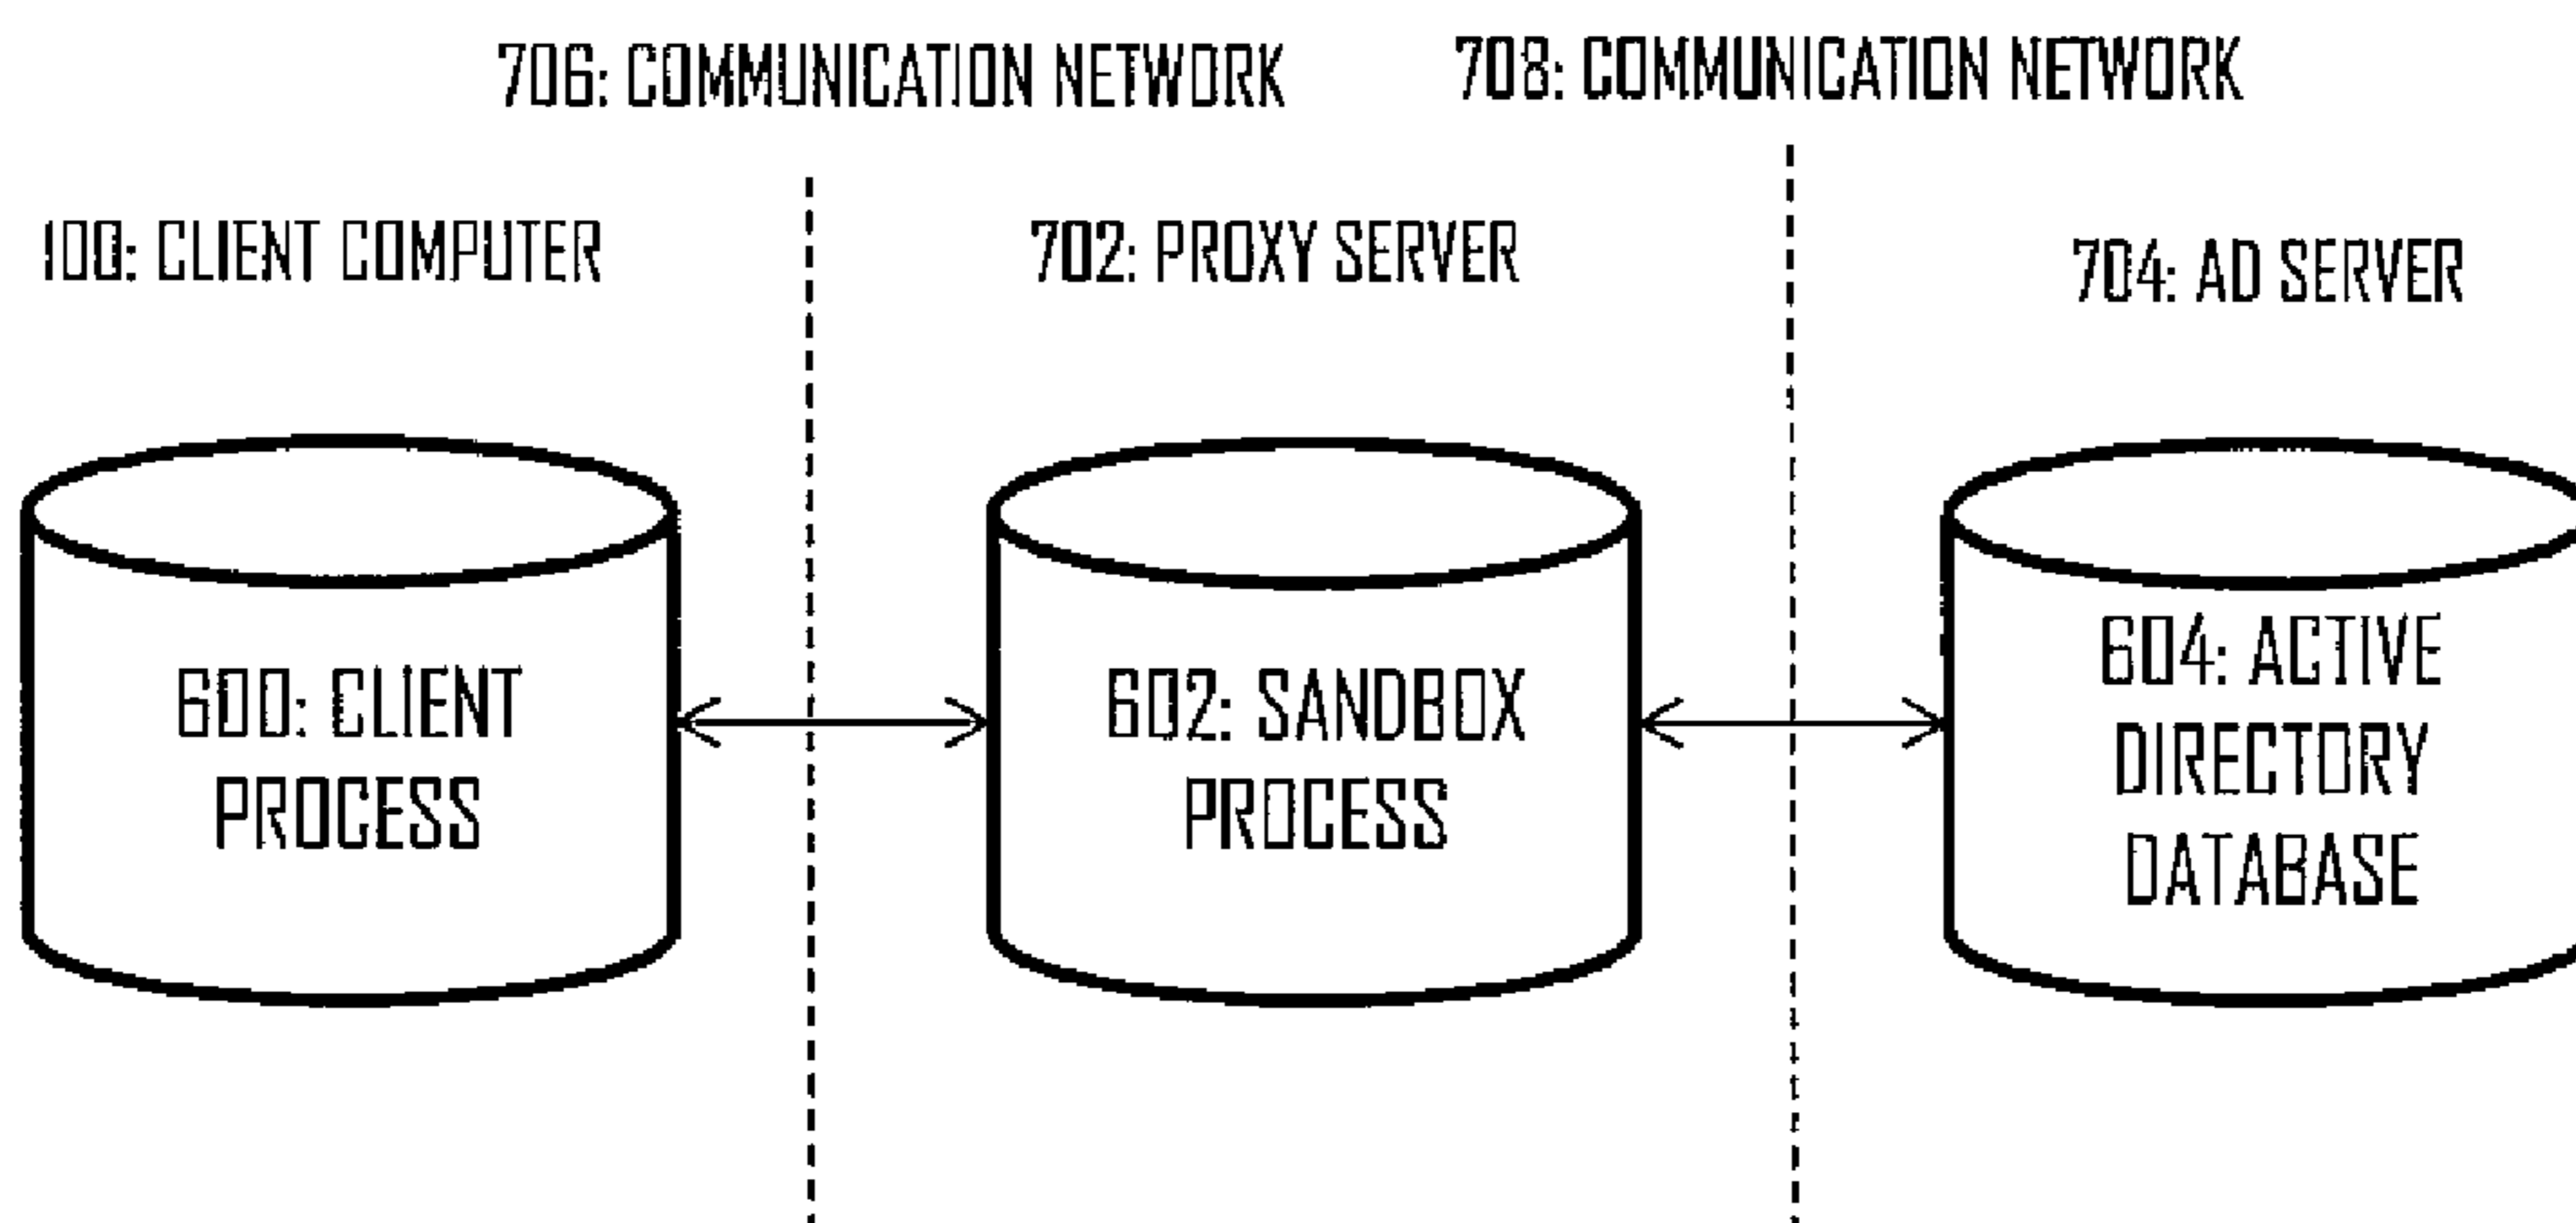 706: COMMUNICATION NETWORK
708: COMMUNICATION NETWORK
100: CLIENT COMPUTER
702: PROXY SERVER
704: AD SERVER
600: CLIENT
PROCESS
602: SANDBOX
PROCESS
604: ACTIVE
DIRECTORY
DATABASE